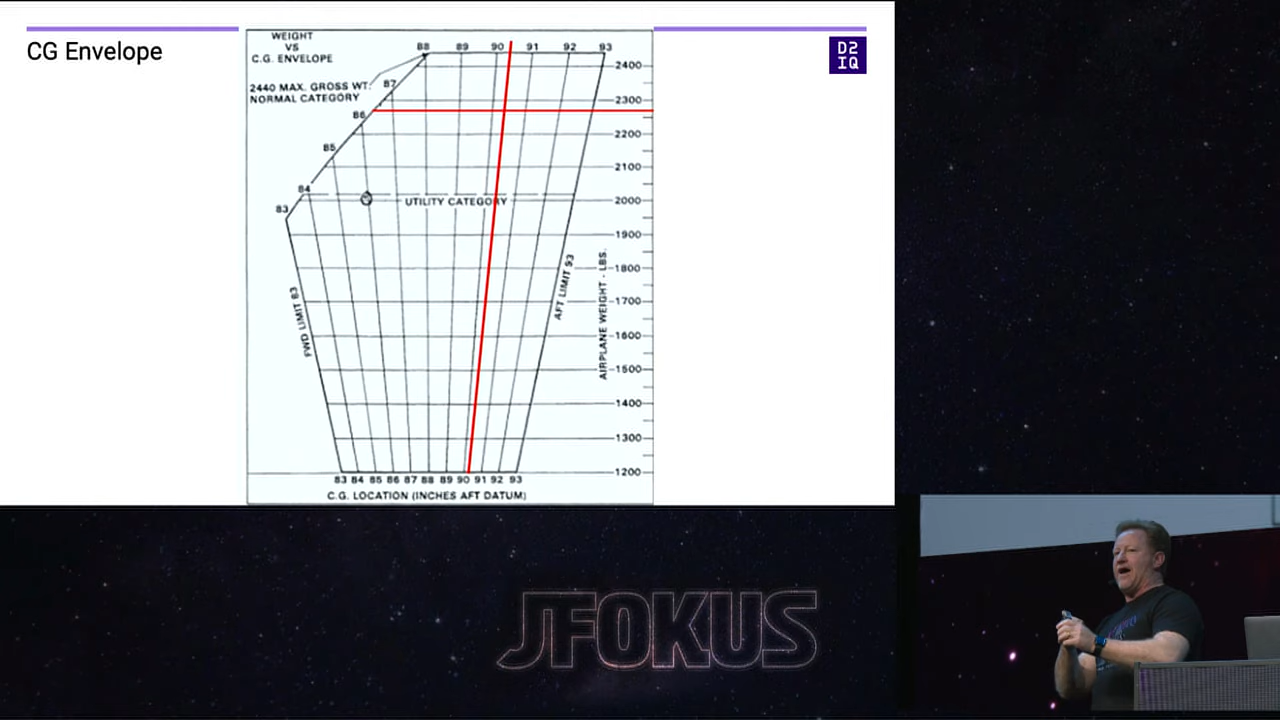 CG Envelope
D2
IQ
WEIGHT
VS
C.G. ENVELOPE
2440 MAX. GROSS WT.
NORMAL CATEGORY
88 89 90 91 92 93
87
86
85
84
83
2400
2300
2200
2100
2000
1900
1800
1700
1600
1500
1400
1300
1200
UTILITY CATEGORY
FWD LIMIT 83
AFT LIMIT 93
AIRPLANE WEIGHT - LBS.
83 84 85 86 87 88 89 90 91 92 93
C.G. LOCATION (INCHES AFT DATUM)
JFOKUS